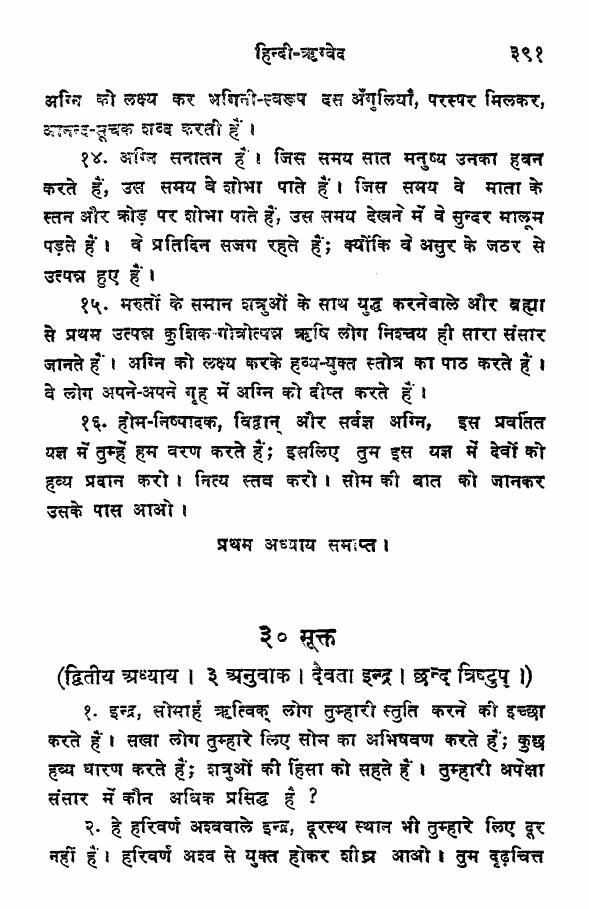 हिन्दी-ऋग्वेद ३९१
अग्नि को लक्ष्य कर भगिनी-स्वरूप दस अँगुलियाँ, परस्पर मिलकर,
आनन्द-सूचक शब्द करती हैं।
१४. अग्नि सनातन हैं। जिस समय सात मनुष्य उनका हवन
करते हैं, उस समय वे शोभा पाते हैं। जिस समय वे माता के
स्तन और क्रोड़ पर शोभा पाते हैं, उस समय देखने में वे सुन्दर मालूम
पड़ते हैं। वे प्रतिदिन सजग रहते हैं; क्योंकि वे असुर के जठर से
उत्पन्न हुए हैं।
१५. मरुतों के समान शत्रुओं के साथ युद्ध करनेवाले और ब्रह्मा
से प्रथम उत्पन्न कुशिक-गोत्रोत्पन्न ऋषि लोग निश्चय ही सारा संसार
जानते हैं। अग्नि को लक्ष्य करके हव्य-युक्त स्तोत्र का पाठ करते हैं।
वे लोग अपने-अपने गृह में अग्नि को दीप्त करते हैं।
१६. होम-निष्पादक, विद्वान् और सर्वज्ञ अग्नि, इस प्रवर्तित
यज्ञ में तुम्हें हम वरण करते हैं; इसलिए तुम इस यज्ञ में देवों को
हव्य प्रदान करो। नित्य स्तव करो। सोम की बात को जानकर
उसके पास आओ।
प्रथम अध्याय समाप्त।
३० सूक्त
(द्वितीय अध्याय। ३ अनुवाक। दैवता इन्द्र। छन्द त्रिष्टुप्।)
१. इन्द्र, सोमार्ह ऋत्विक् लोग तुम्हारी स्तुति करने की इच्छा
करते हैं। सखा लोग तुम्हारे लिए सोम का अभिषवण करते हैं; कुछ
हव्य धारण करते हैं; शत्रुओं की हिंसा को सहते हैं। तुम्हारी अपेक्षा
संसार में कौन अधिक प्रसिद्ध है ?
२. हे हरिवर्ण अश्ववाले इन्द्र, दूरस्थ स्थान भी तुम्हारे लिए दूर
नहीं हैं। हरिवर्ण अश्व से युक्त होकर शीघ्र आओ। तुम दृढ़चित्त